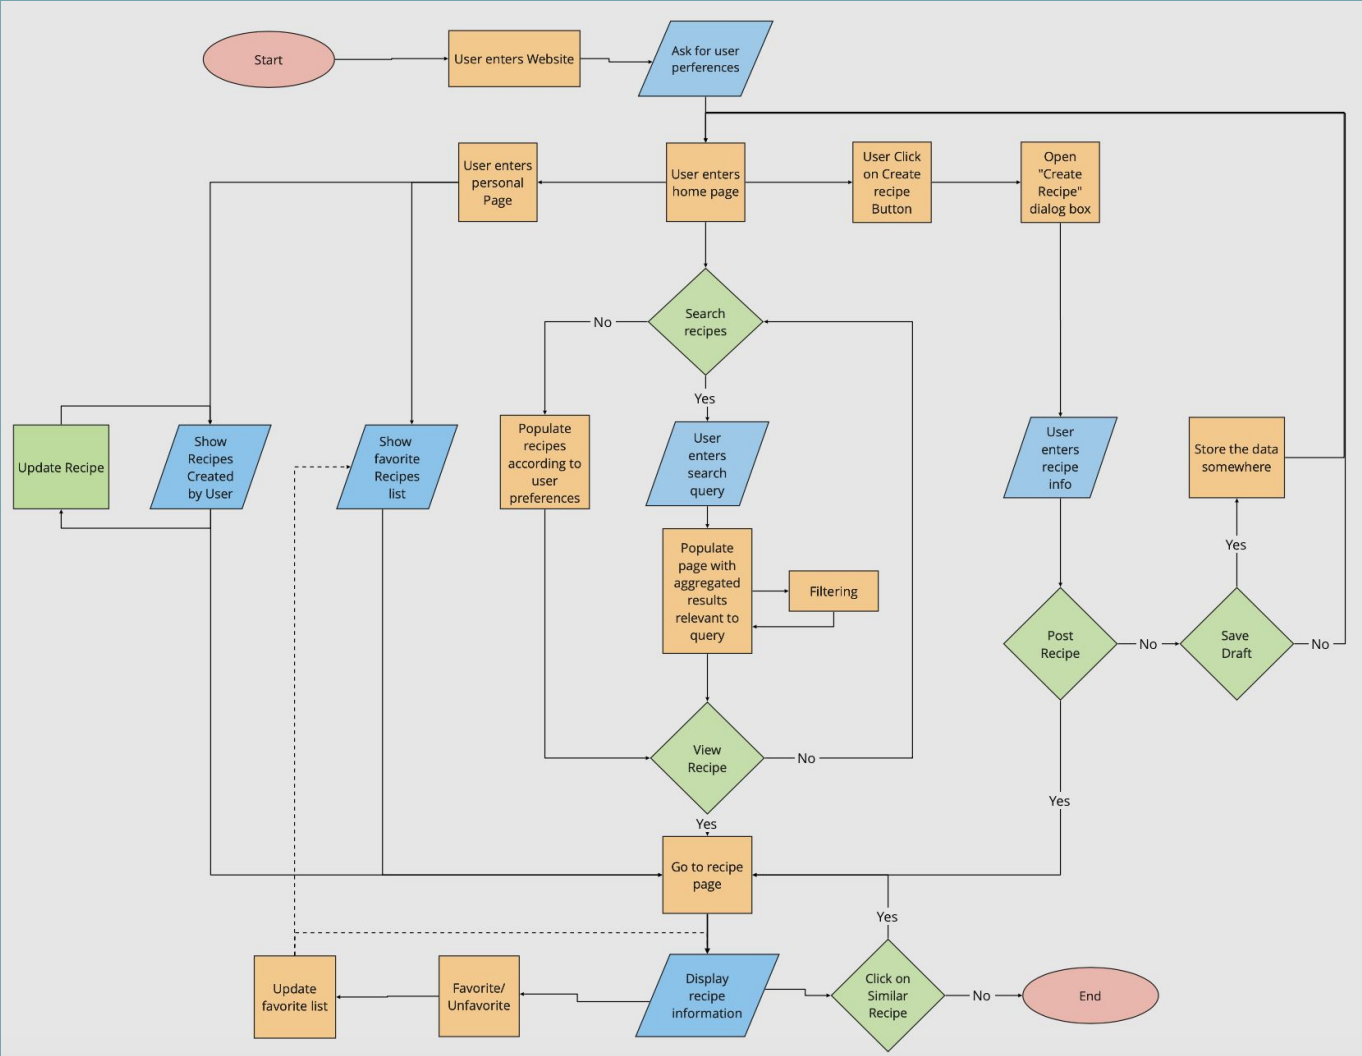 Start
User enters Website
Ask for user
perferences
User enters
personal
Page
User enters
home page
User Click
on Create
recipe
Button
Open
"Create
Recipe"
dialog box
Search
recipes
No
Yes
Update Recipe
Show
Recipes
Created
by User
Show
favorite
Recipes
list
Populate
recipes
according to
user
preferences
User
enters
search
query
User
enters
recipe
info
Store the data
somewhere
Populate
page with
aggregated
results
relevant to
query
Filtering
Yes
Post
Recipe
No
Save
Draft
No
View
Recipe
No
Yes
Yes
Go to recipe
page
Yes
Update
favorite list
Favorite/
Unfavorite
Display
recipe
information
Click on
Similar
Recipe
No
End